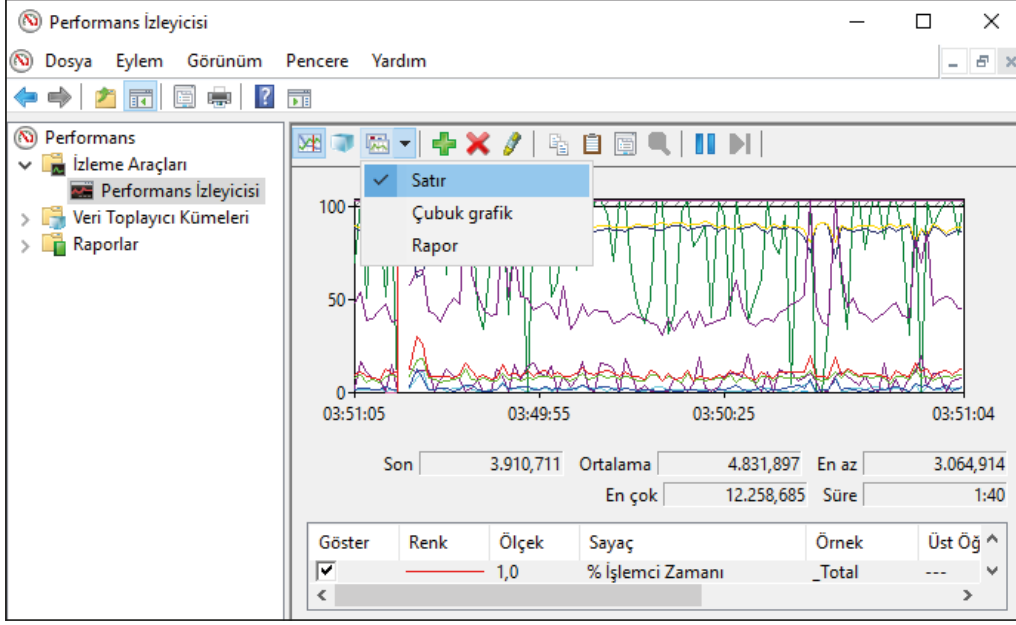 Performans İzleyicisi
Dosya Eylem Görünüm Pencere Yardım
Performans
İzleme Araçları
Performans İzleyicisi
Veri Toplayıcı Kümeleri
Raporlar
Satır
Çubuk grafik
Rapor
100
50
0
03:51:05 03:49:55 03:50:25 03:51:04
Son 3.910,711 Ortalama 4.831,897 En az 3.064,914
En çok 12.258,685 Süre 1:40
Göster Renk Ölçek Sayaç Örnek Üst Öğ
1,0 % İşlemci Zamanı _Total ---